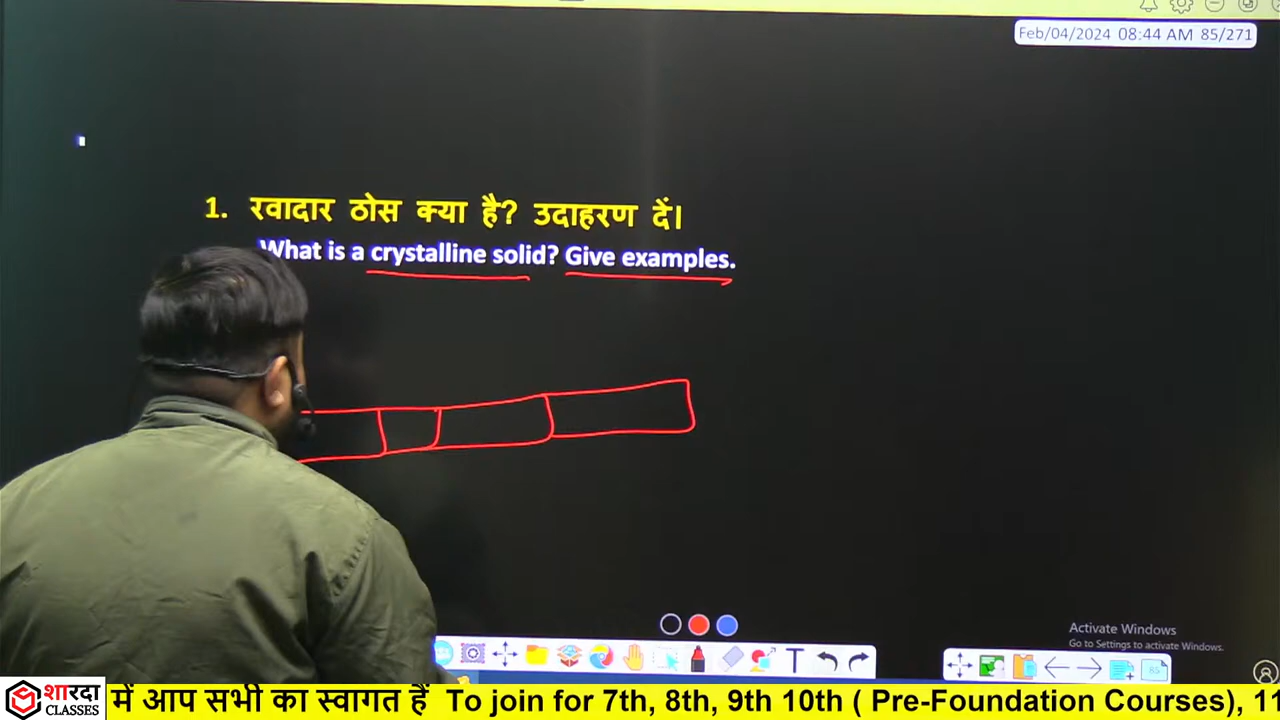 Feb/04/2024 08:44 AM 85/271
1. रवादार ठोस क्या है? उदाहरण दें।
What is a crystalline solid? Give examples.
Activate Windows
Go to Settings to activate Windows.
85
शारदा
CLASSES
में आप सभी का स्वागत हैं To join for 7th, 8th, 9th 10th ( Pre-Foundation Courses), 11